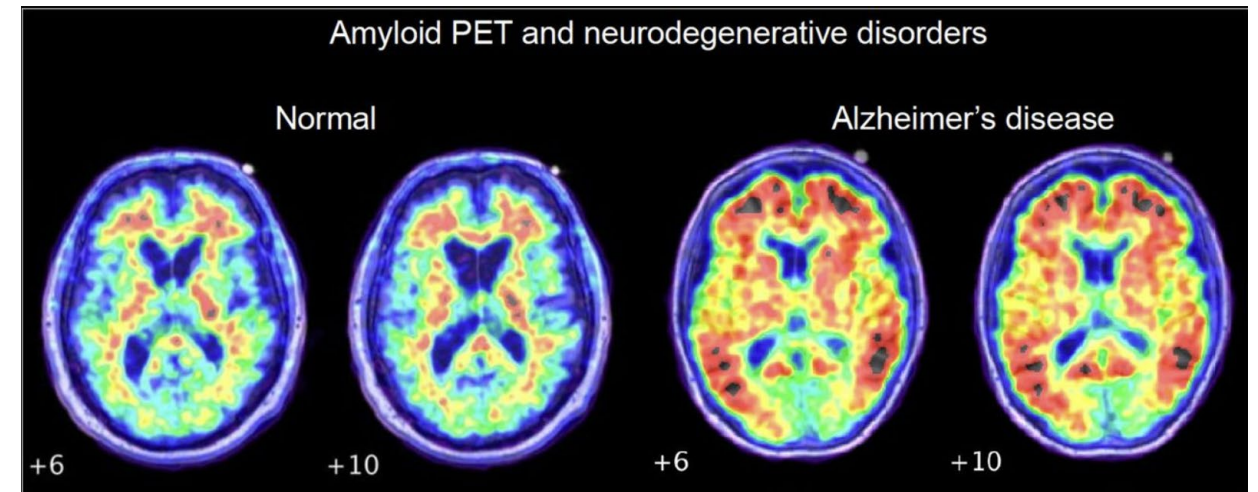 Amyloid PET and neurodegenerative disorders
Normal
Alzheimer’s disease
+6
+10
+6
+10